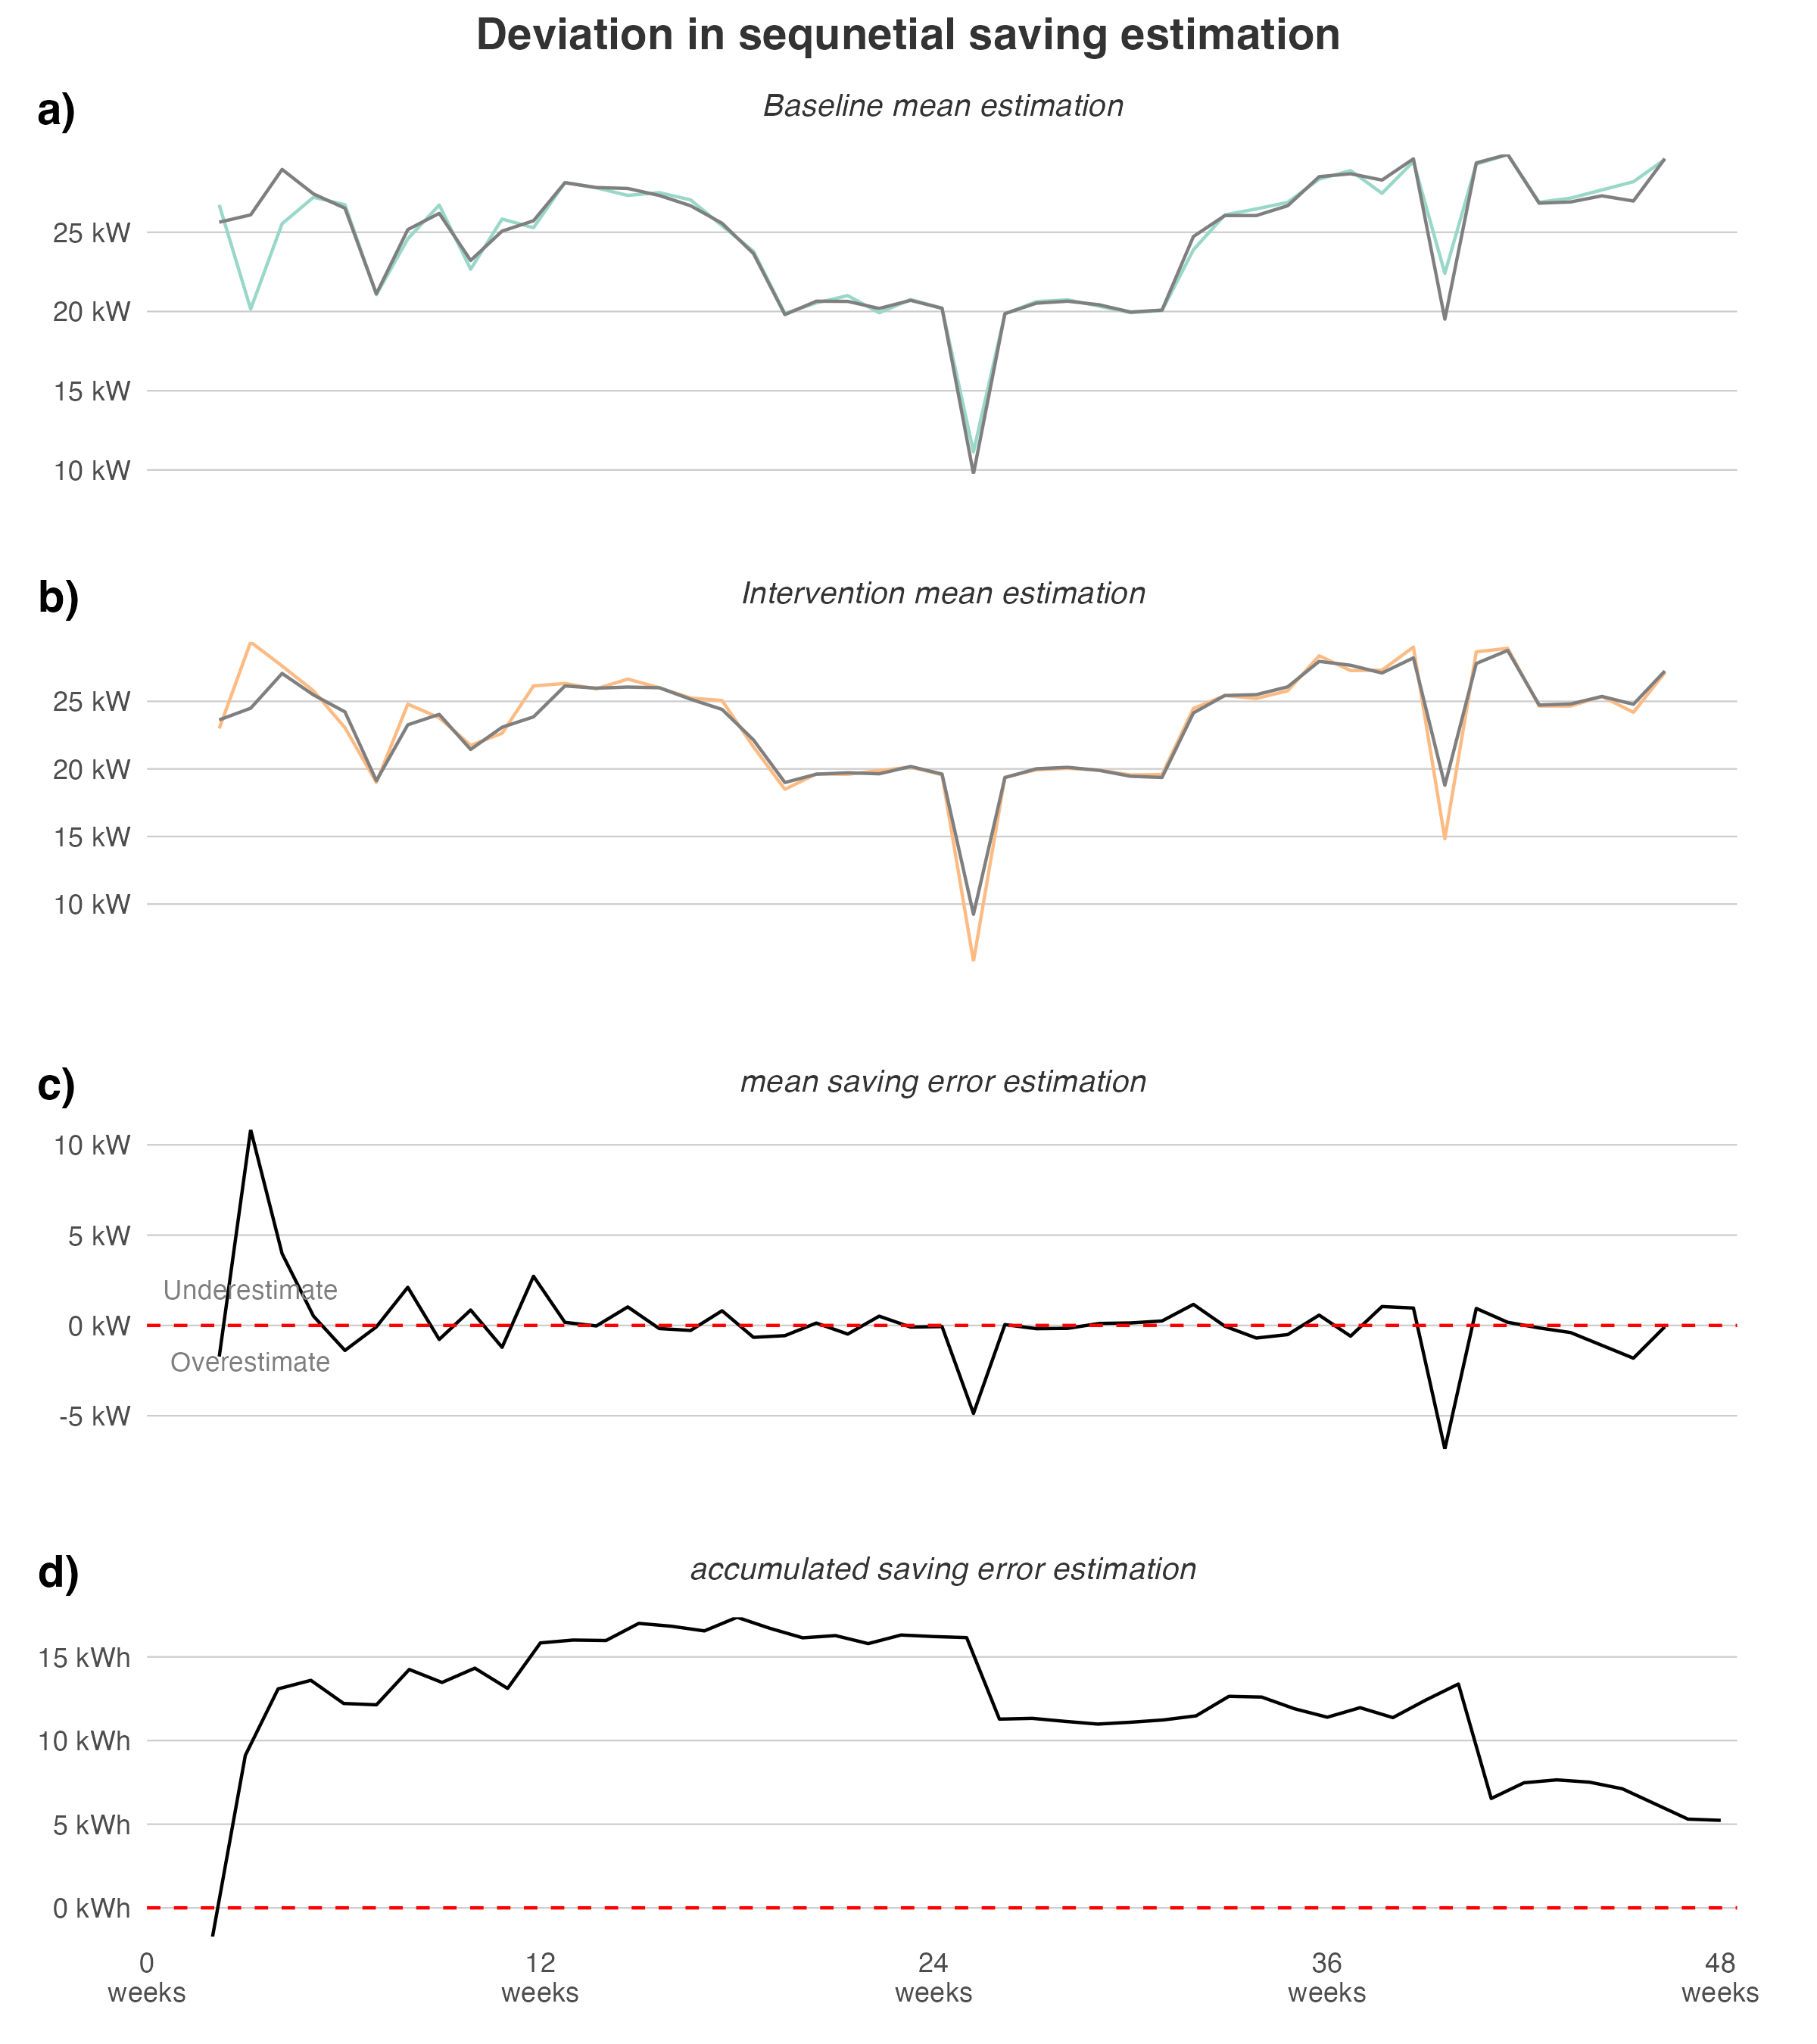 Deviation in sequnetial saving estimation
a)
Baseline mean estimation
25 kW
20 kW
15 kW
10 kW
b)
Intervention mean estimation
25 kW
20 kW
15 kW
10 kW
c)
mean saving error estimation
10 kW
5 kW
Underestimate
0 kW
Overestimate
-5 kW
d)
accumulated saving error estimation
15 kWh
10 kWh
5 kWh
0 kWh
0 12 24 36 48
weeks weeks weeks weeks weeks